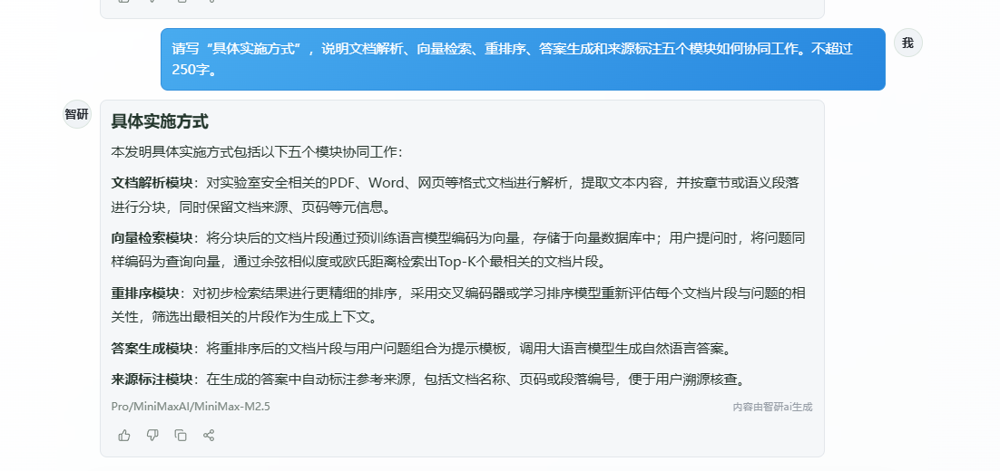 请写“具体实施方式”，说明文档解析、向量检索、重排序、答案生成和来源标注五个模块如何协同工作。不超过
250字。
我
智研
具体实施方式
本发明具体实施方式包括以下五个模块协同工作：
文档解析模块：对实验室安全相关的PDF、Word、网页等格式文档进行解析，提取文本内容，并按章节或语义段落
进行分块，同时保留文档来源、页码等元信息。
向量检索模块：将分块后的文档片段通过预训练语言模型编码为向量，存储于向量数据库中；用户提问时，将问题同
样编码为查询向量，通过余弦相似度或欧氏距离检索出Top-K个最相关的文档片段。
重排序模块：对初步检索结果进行更精细的排序，采用交叉编码器或学习排序模型重新评估每个文档片段与问题的相
关性，筛选出最相关的片段作为生成上下文。
答案生成模块：将重排序后的文档片段与用户问题组合为提示模板，调用大语言模型生成自然语言答案。
来源标注模块：在生成的答案中自动标注参考来源，包括文档名称、页码或段落编号，便于用户溯源核查。
Pro/MiniMaxAI/MiniMax-M2.5
内容由智研ai生成